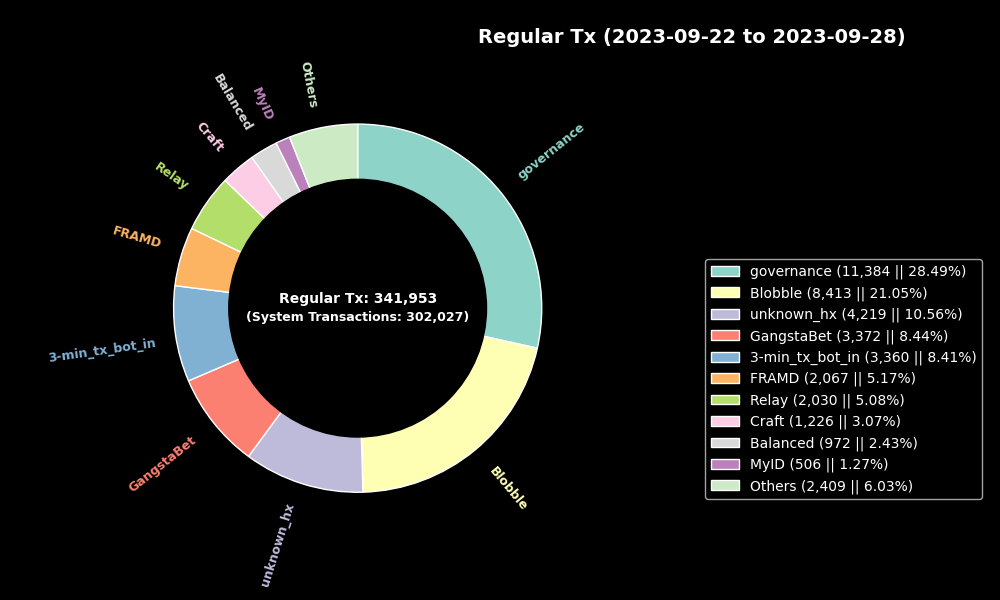 Regular Tx (2023-09-22 to 2023-09-28)
Others
MyID
Balanced
Craft
Relay
FRAMD
3-min_tx_bot_in
GangstaBet
unknown_hx
Blobble
governance
Regular Tx: 341,953
(System Transactions: 302,027)
governance (11,384 || 28.49%)
Blobble (8,413 || 21.05%)
unknown_hx (4,219 || 10.56%)
GangstaBet (3,372 || 8.44%)
3-min_tx_bot_in (3,360 || 8.41%)
FRAMD (2,067 || 5.17%)
Relay (2,030 || 5.08%)
Craft (1,226 || 3.07%)
Balanced (972 || 2.43%)
MyID (506 || 1.27%)
Others (2,409 || 6.03%)